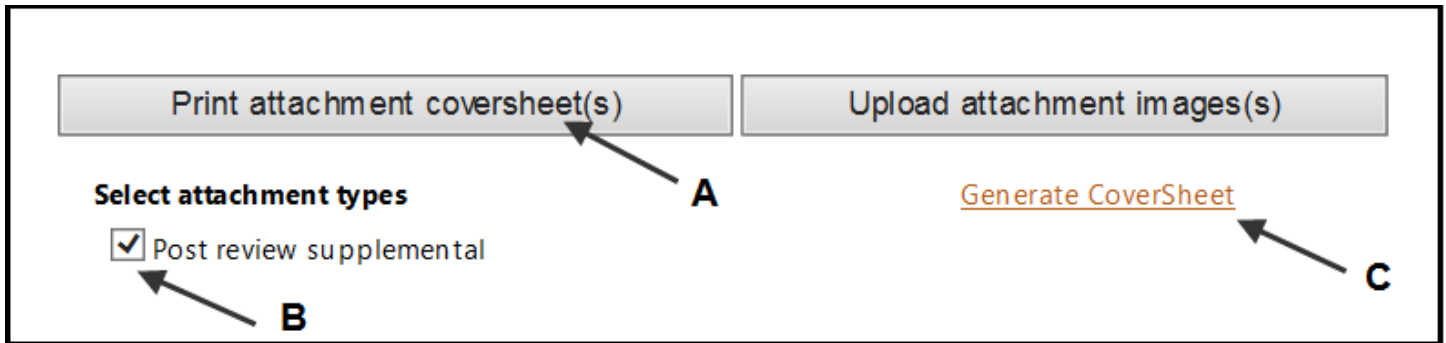 Print attachment coversheet(s) Upload attachment images(s)
A
Select attachment types Generate CoverSheet
Post review supplemental
C
B